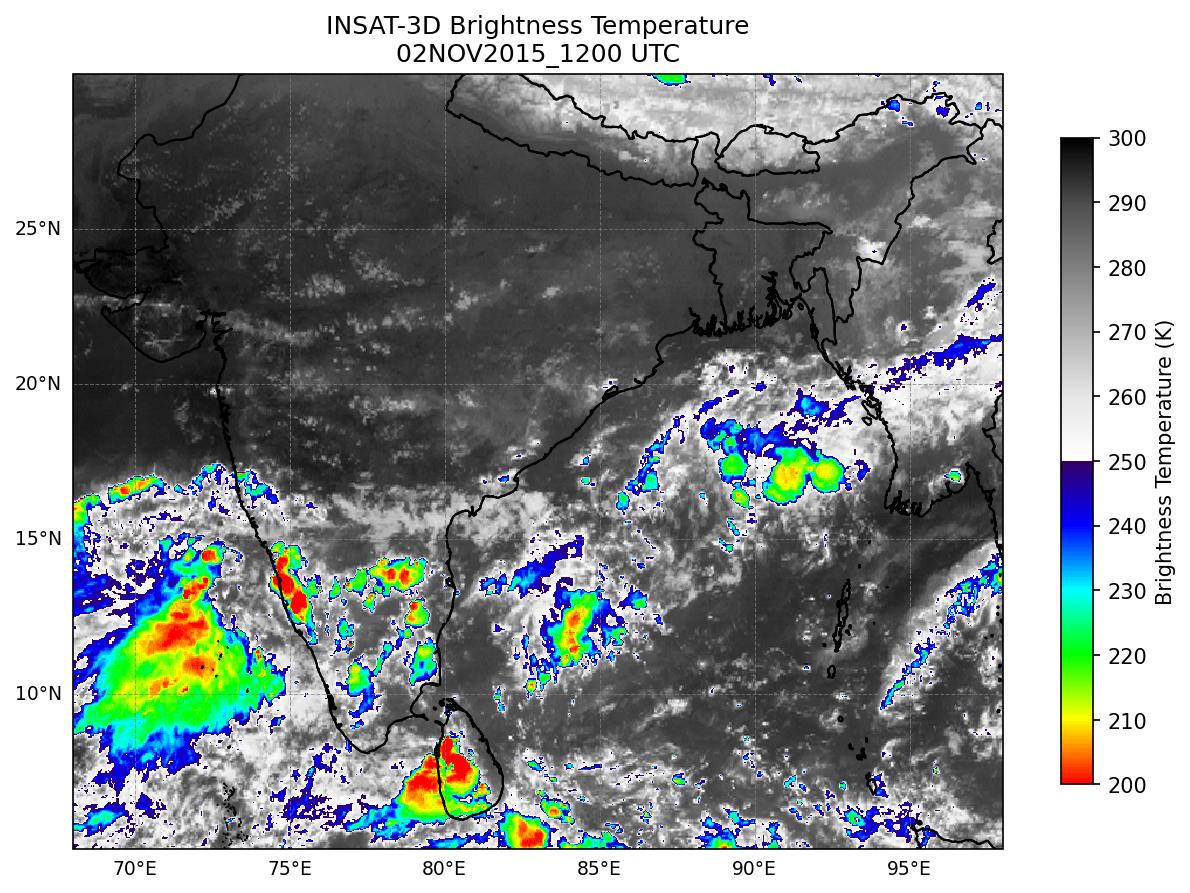 INSAT-3D Brightness Temperature
02NOV2015_1200 UTC
25°N
20°N
15°N
10°N
70°E
75°E
80°E
85°E
90°E
95°E
300
290
280
270
260
250
240
230
220
210
200
Brightness Temperature (K)